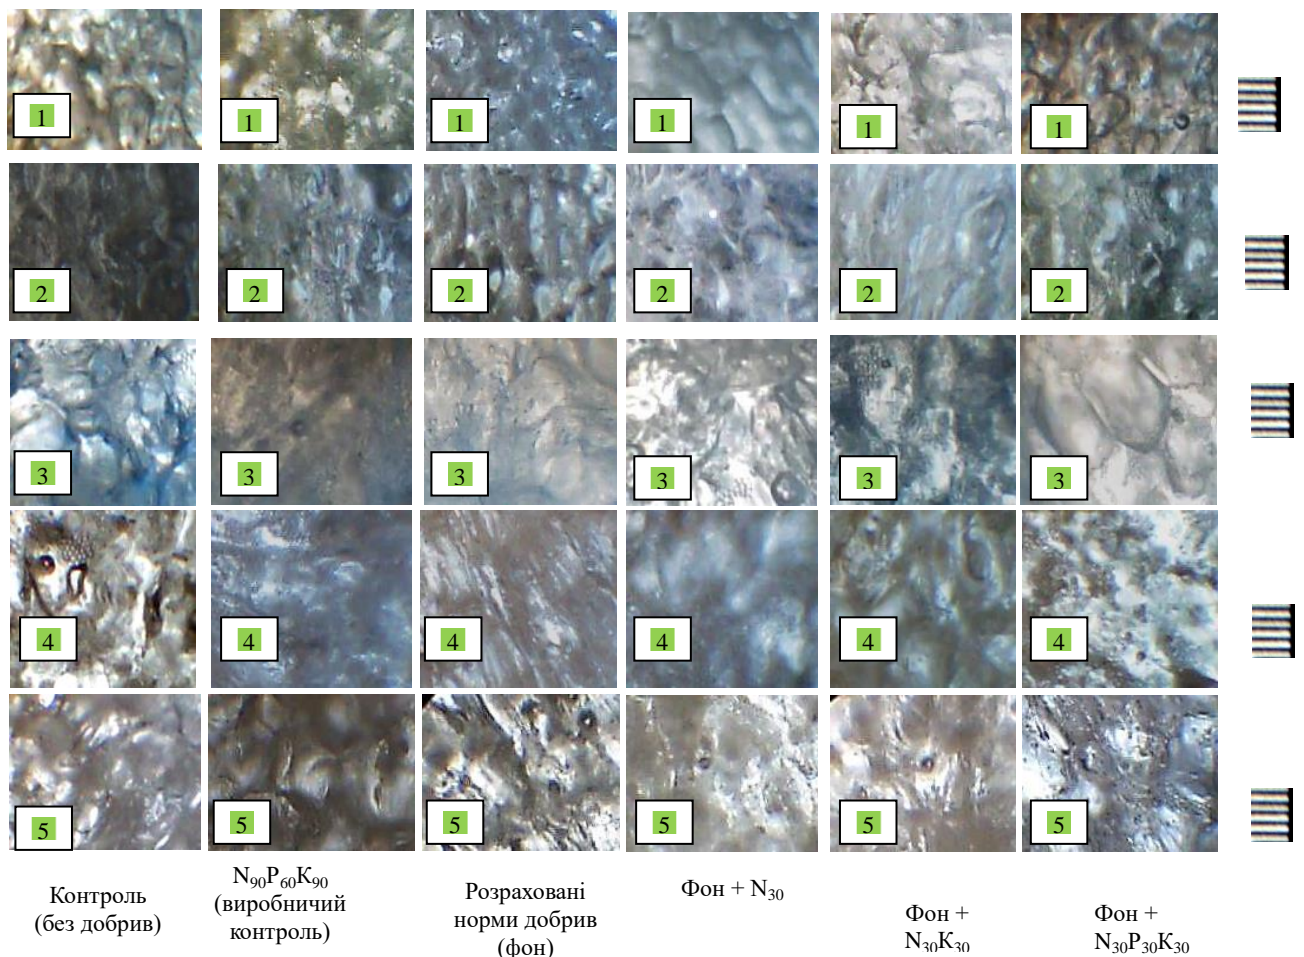 1 1 1 1 1 1
2 2 2 2 2 2
3 3 3 3 3 3
4 4 4 4 4 4
5 5 5 5 5 5
Контроль
(без добрив)
N₉₀P₆₀K₉₀
(виробничий
контроль)
Розраховані
норми добрив
(фон)
Фон + N₃₀
Фон +
N₃₀K₃₀
Фон +
N₃₀P₃₀K₃₀